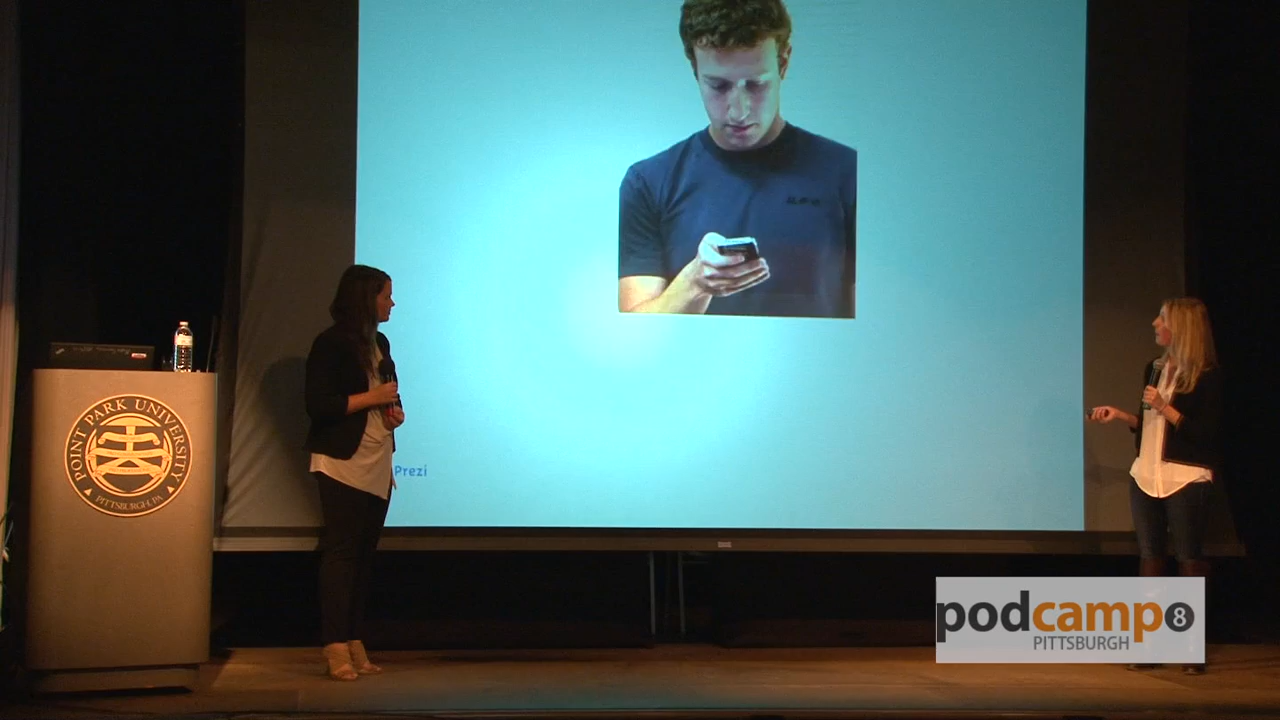 Prezi
POINT PARK UNIVERSITY
PITTSBURGH, PA
podcamp8
PITTSBURGH